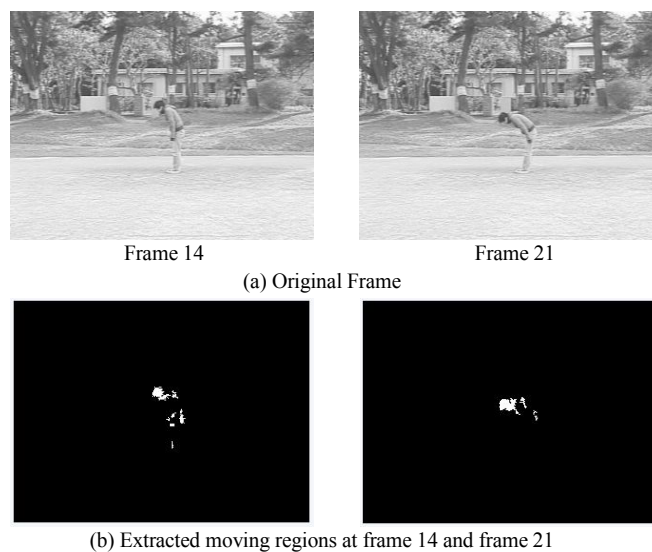 Frame 14
Frame 21
(a) Original Frame
(b) Extracted moving regions at frame 14 and frame 21